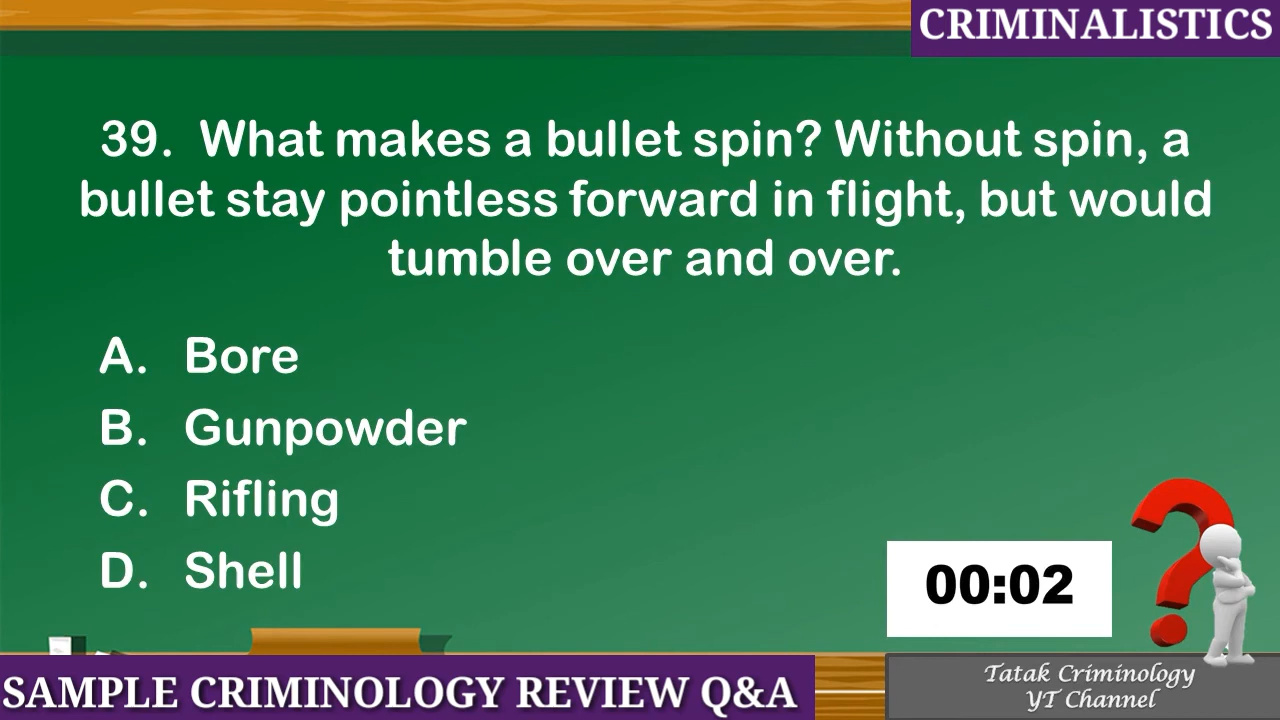 CRIMINALISTICS
39. What makes a bullet spin? Without spin, a
bullet stay pointless forward in flight, but would
tumble over and over.
A. Bore
B. Gunpowder
C. Rifling
D. Shell
00:02
SAMPLE CRIMINOLOGY REVIEW Q&A
Tatak Criminology
YT Channel